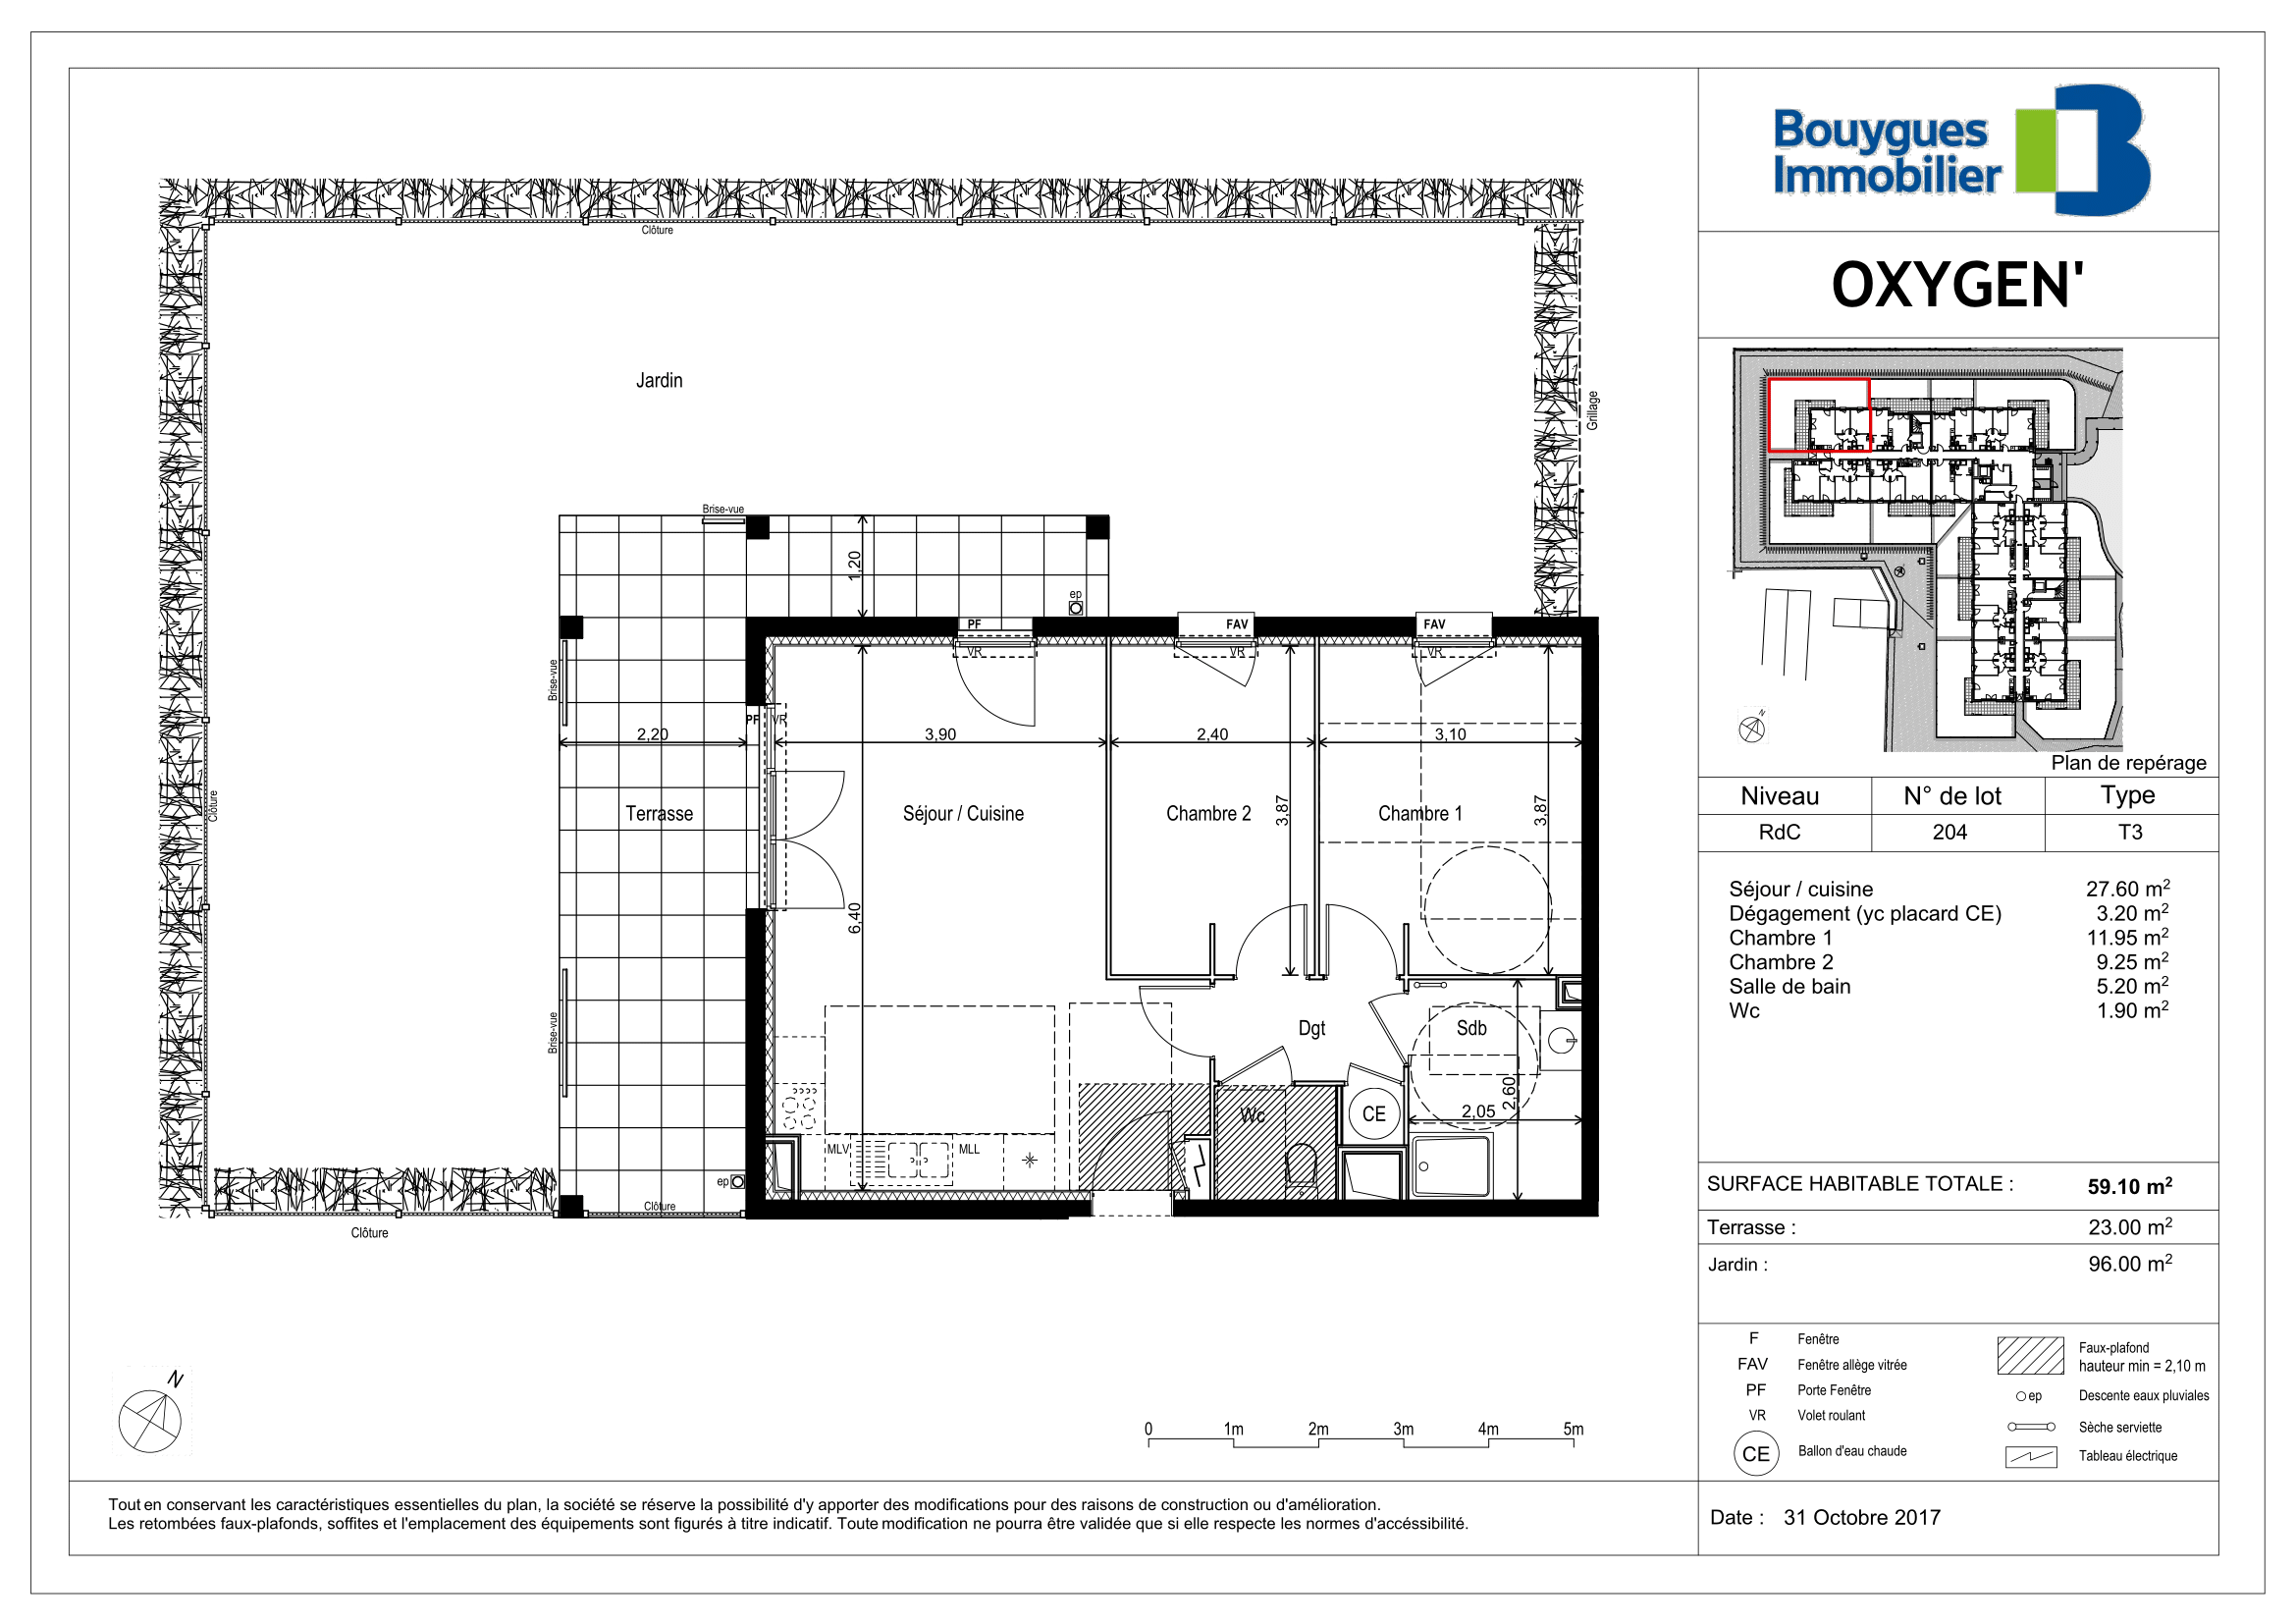 Bouygues
Immobilier
OXYGEN'
N
Plan de repérage
Niveau N° de lot Type
RdC 204 T3
Séjour / cuisine 27.60 m²
Dégagement (yc placard CE) 3.20 m²
Chambre 1 11.95 m²
Chambre 2 9.25 m²
Salle de bain 5.20 m²
Wc 1.90 m²
SURFACE HABITABLE TOTALE : 59.10 m²
Terrasse : 23.00 m²
Jardin : 96.00 m²
F Fenêtre
FAV Fenêtre allège vitrée
PF Porte Fenêtre
VR Volet roulant
CE Ballon d'eau chaude
Faux-plafond
hauteur min = 2,10 m
ep Descente eaux pluviales
Sèche serviette
Tableau électrique
Date : 31 Octobre 2017
Clôture
Jardin
Grillage
Brise-vue
1,20
ep
PF
FAV
FAV
VR
VR
VR
Brise-vue
PF
VR
2,20
3,90
2,40
3,10
Clôture
Terrasse
Séjour / Cuisine
Chambre 2
3,87
Chambre 1
3,87
6,40
Brise-vue
Dgt
Sdb
2,60
2,05
Wc
CE
MLV
MLL
ep
Clôture
Clôture
N
0 1m 2m 3m 4m 5m
Tout en conservant les caractéristiques essentielles du plan, la société se réserve la possibilité d'y apporter des modifications pour des raisons de construction ou d'amélioration.
Les retombées faux-plafonds, soffites et l'emplacement des équipements sont figurés à titre indicatif. Toute modification ne pourra être validée que si elle respecte les normes d'accéssibilité.